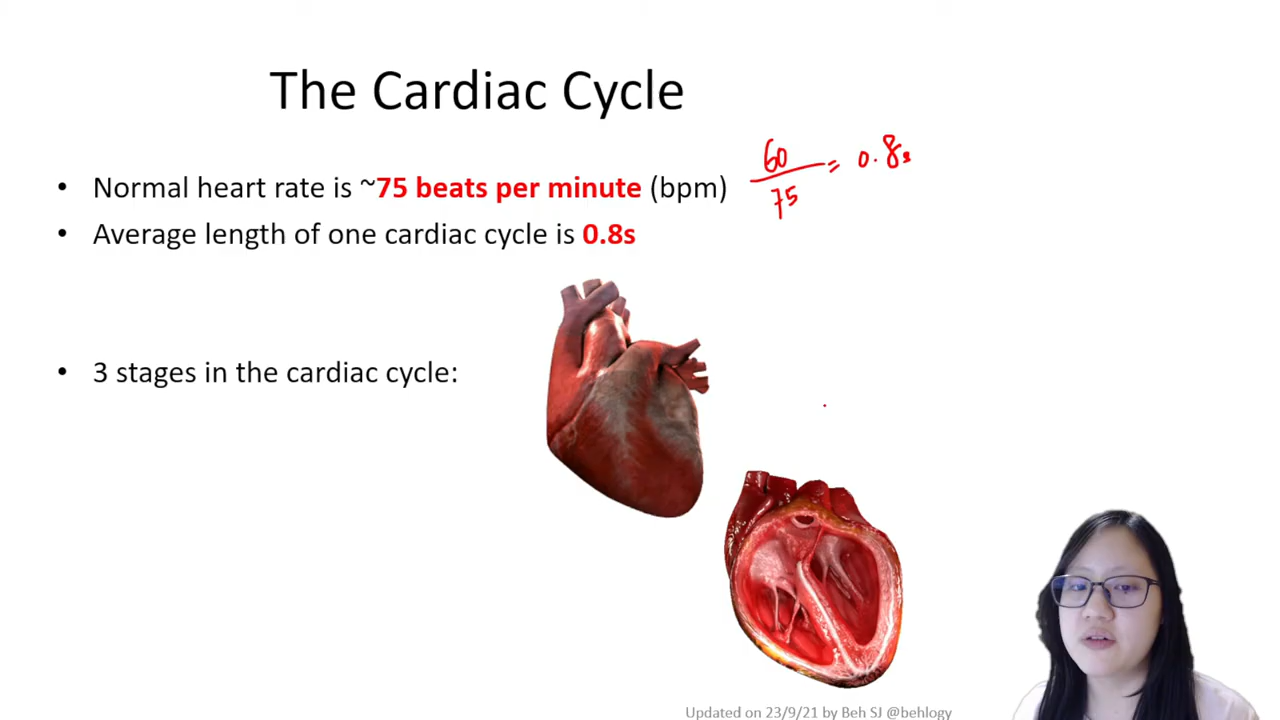 The Cardiac Cycle
• Normal heart rate is ~75 beats per minute (bpm)
60
75
= 0.8s
• Average length of one cardiac cycle is 0.8s
• 3 stages in the cardiac cycle:
Updated on 23/9/21 by Beh SJ @behlogy